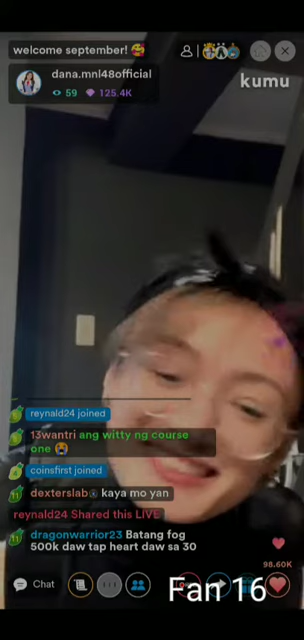 welcome september! 🥰
dana.mnl48official
59 125.4K
kumu
reynald24 joined
13wantri ang witty ng course
one 😭
coinsfirst joined
dexterslab kaya mo yan
reynald24 Shared this LIVE
dragonwarrior23 Batang fog
500k daw tap heart daw sa 30
98.60K
Chat
Fan 16